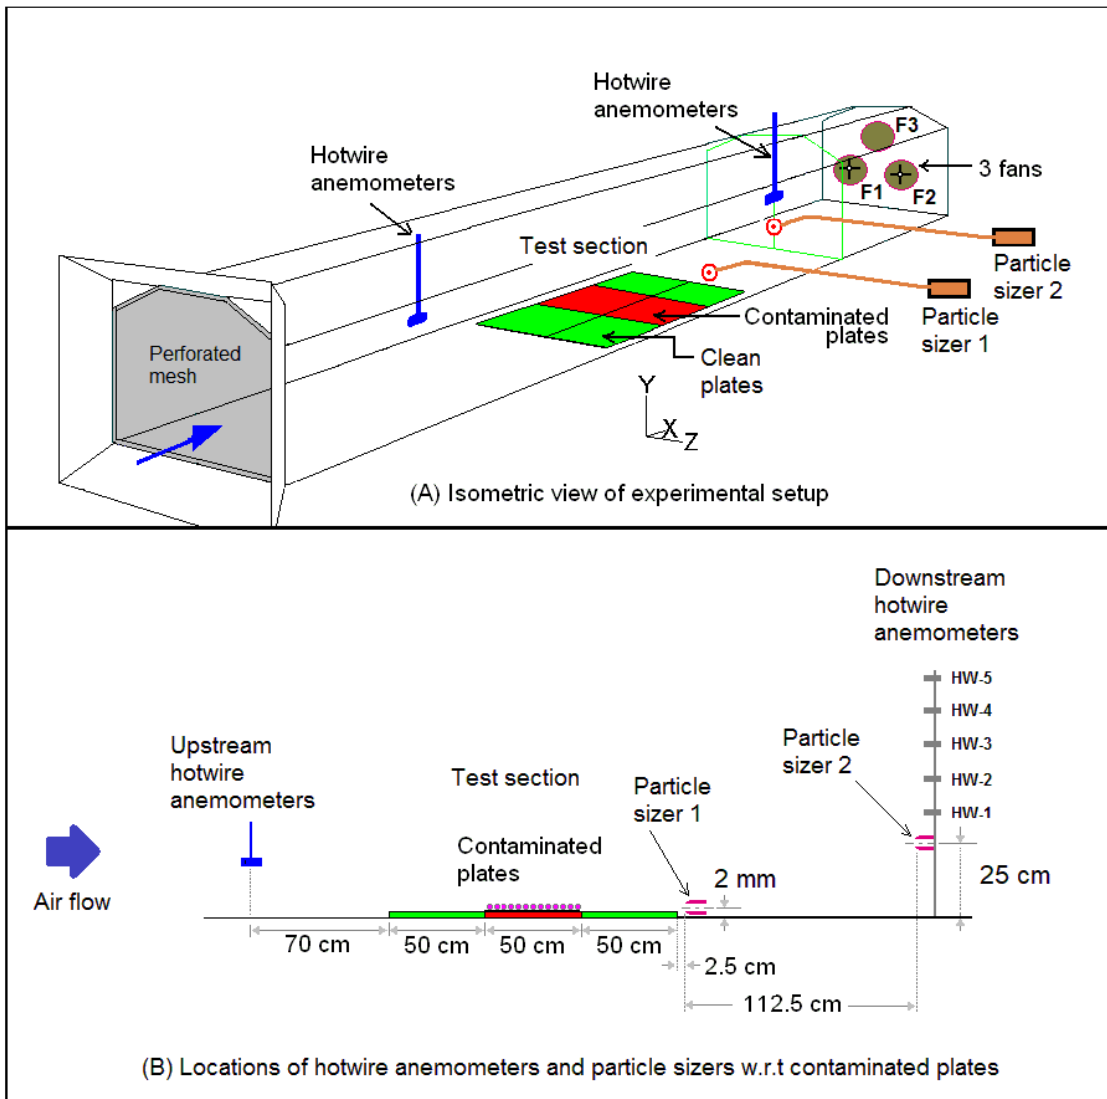 Hotwire
anemometers
Hotwire
anemometers
F3
F1
F2
3 fans
Test section
Particle
sizer 2
Particle
sizer 1
Contaminated
plates
Clean
plates
Perforated
mesh
Y
X
Z
(A) Isometric view of experimental setup
Downstream
hotwire
anemometers
HW-5
HW-4
HW-3
HW-2
HW-1
Upstream
hotwire
anemometers
Test section
Particle
sizer 1
Particle
sizer 2
Contaminated
plates
Air flow
2 mm
25 cm
70 cm
50 cm
50 cm
50 cm
2.5 cm
112.5 cm
(B) Locations of hotwire anemometers and particle sizers w.r.t contaminated plates